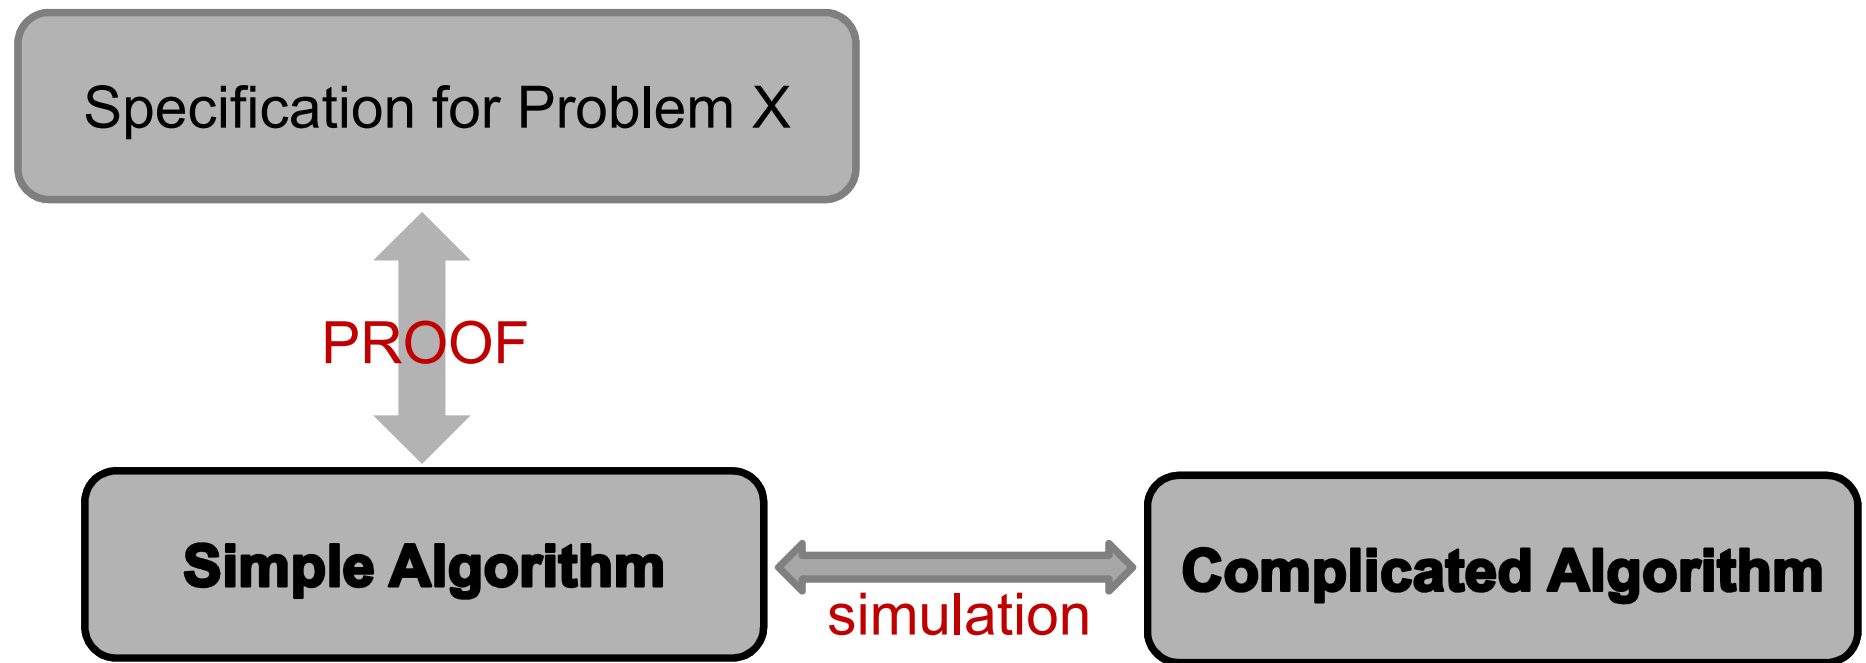 Specification for Problem X
PROOF
Simple Algorithm
simulation
Complicated Algorithm